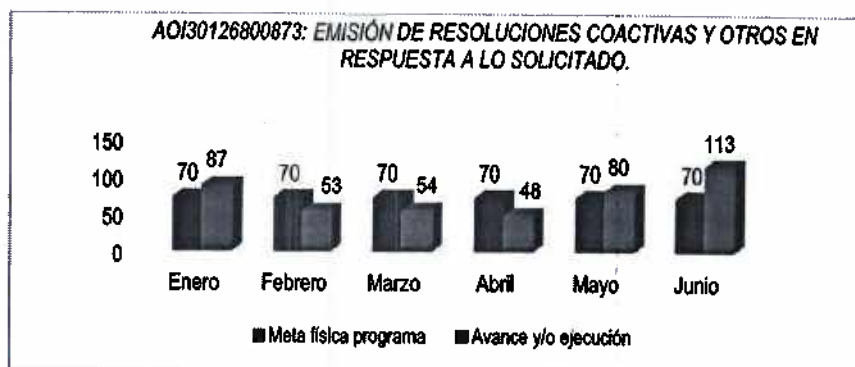 AOI30126800873: EMISIÓN DE RESOLUCIONES COACTIVAS Y OTROS EN
RESPUESTA A LO SOLICITADO.
150
100
50
0
70 87
70 53
70 54
70 48
70 80
70 113
Enero Febrero Marzo Abril Mayo Junio
Meta física programa Avance y/o ejecución